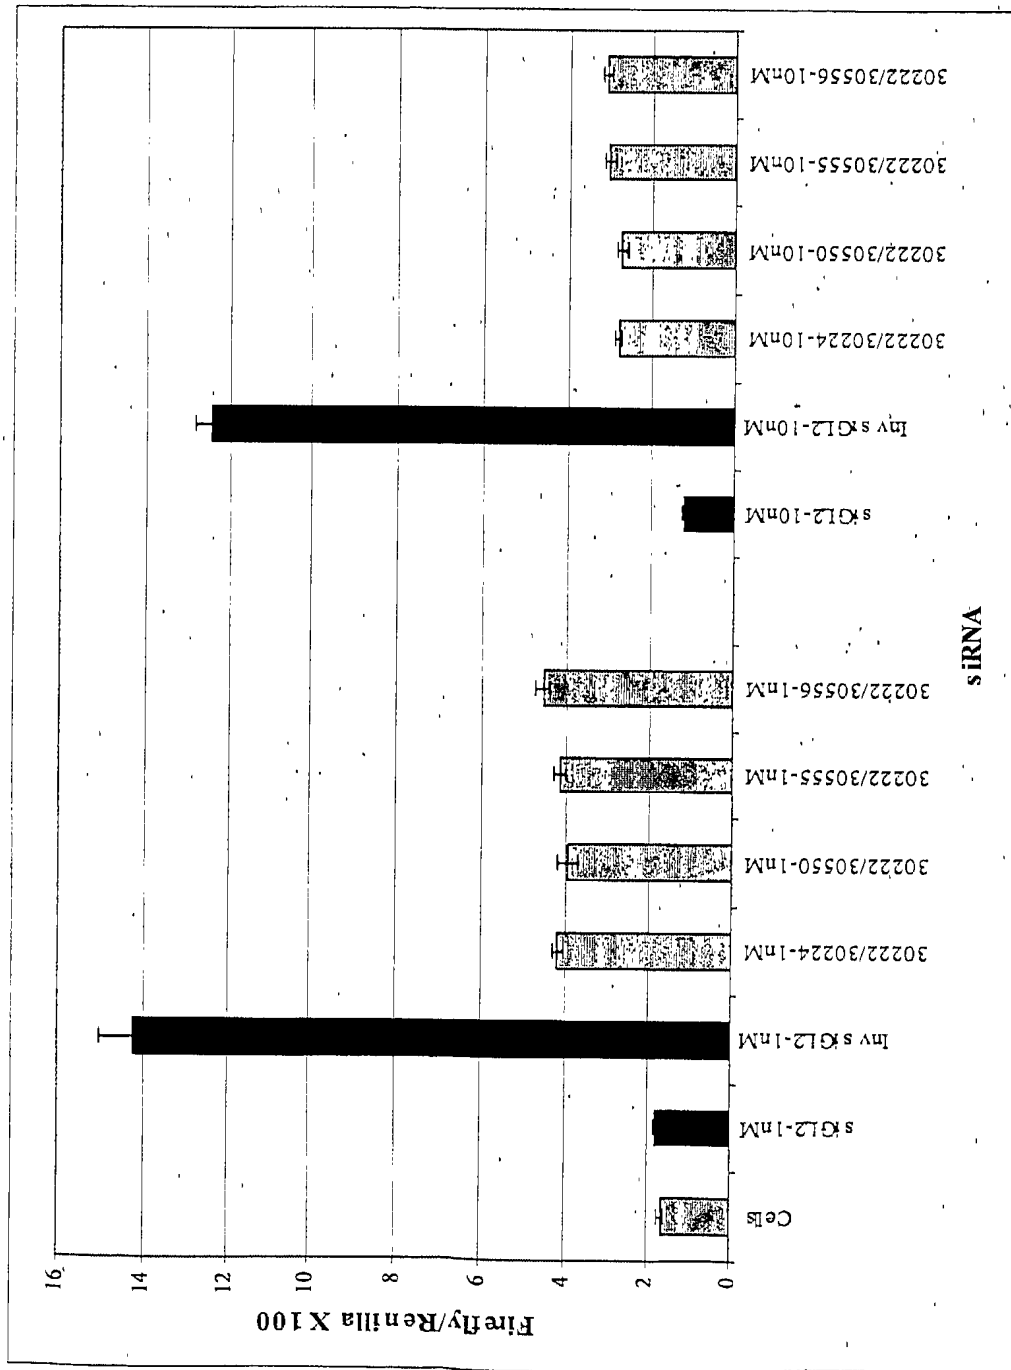 Firefly/Renilla X 100
16
14
12
10
8
6
4
2
0
Cells
siGL2-1nM
Inv siGL2-1nM
30222/30224-1nM
30222/30550-1nM
30222/30555-1nM
30222/30556-1nM
siGL2-10nM
Inv siGL2-10nM
30222/30224-10nM
30222/30550-10nM
30222/30555-10nM
30222/30556-10nM
siRNA